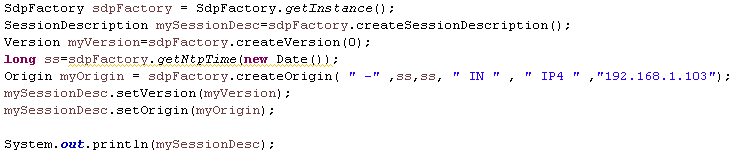 SdpFactory sdpFactory = SdpFactory.getInstance();
SessionDescription mySessionDesc=sdpFactory.createSessionDescription();
Version myVersion=sdpFactory.createVersion(0);
long ss=sdpFactory.getNtpTime(new Date());
Origin myOrigin = sdpFactory.createOrigin( " -" ,ss,ss, " IN " , " IP4 " ,"192.168.1.103");
mySessionDesc.setVersion(myVersion);
mySessionDesc.setOrigin(myOrigin);
System.out.println(mySessionDesc);